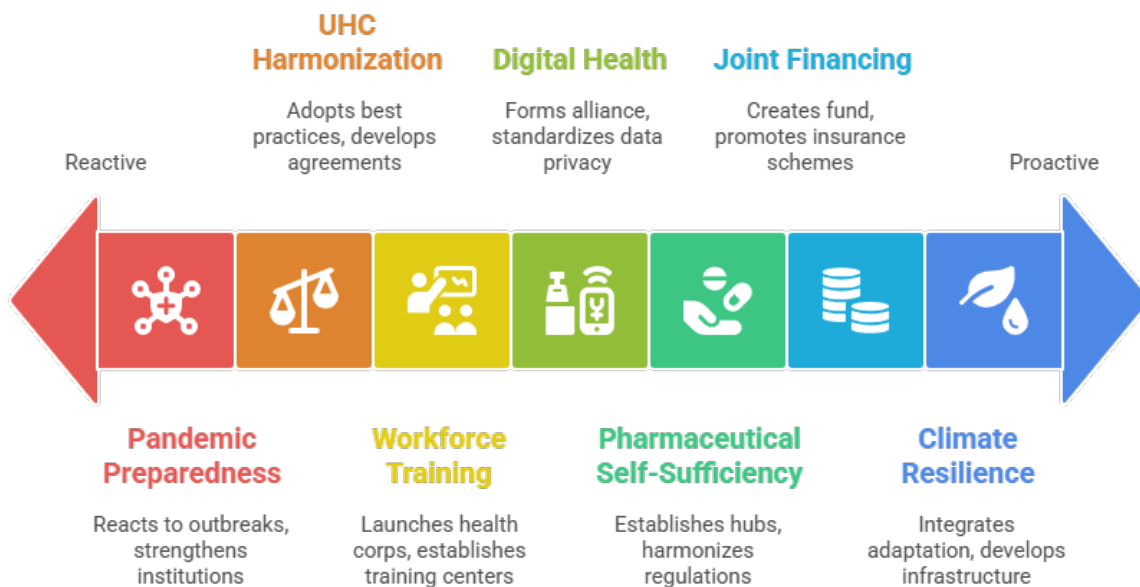 UHC
Harmonization
Adopts best
practices, develops
agreements
Digital Health
Forms alliance,
standardizes data
privacy
Joint Financing
Creates fund,
promotes insurance
schemes
Reactive
Proactive
¥
Pandemic
Preparedness
Reacts to outbreaks,
strengthens
institutions
Workforce
Training
Launches health
corps, establishes
training centers
Pharmaceutical
Self-Sufficiency
Establishes hubs,
harmonizes
regulations
Climate
Resilience
Integrates
adaptation, develops
infrastructure